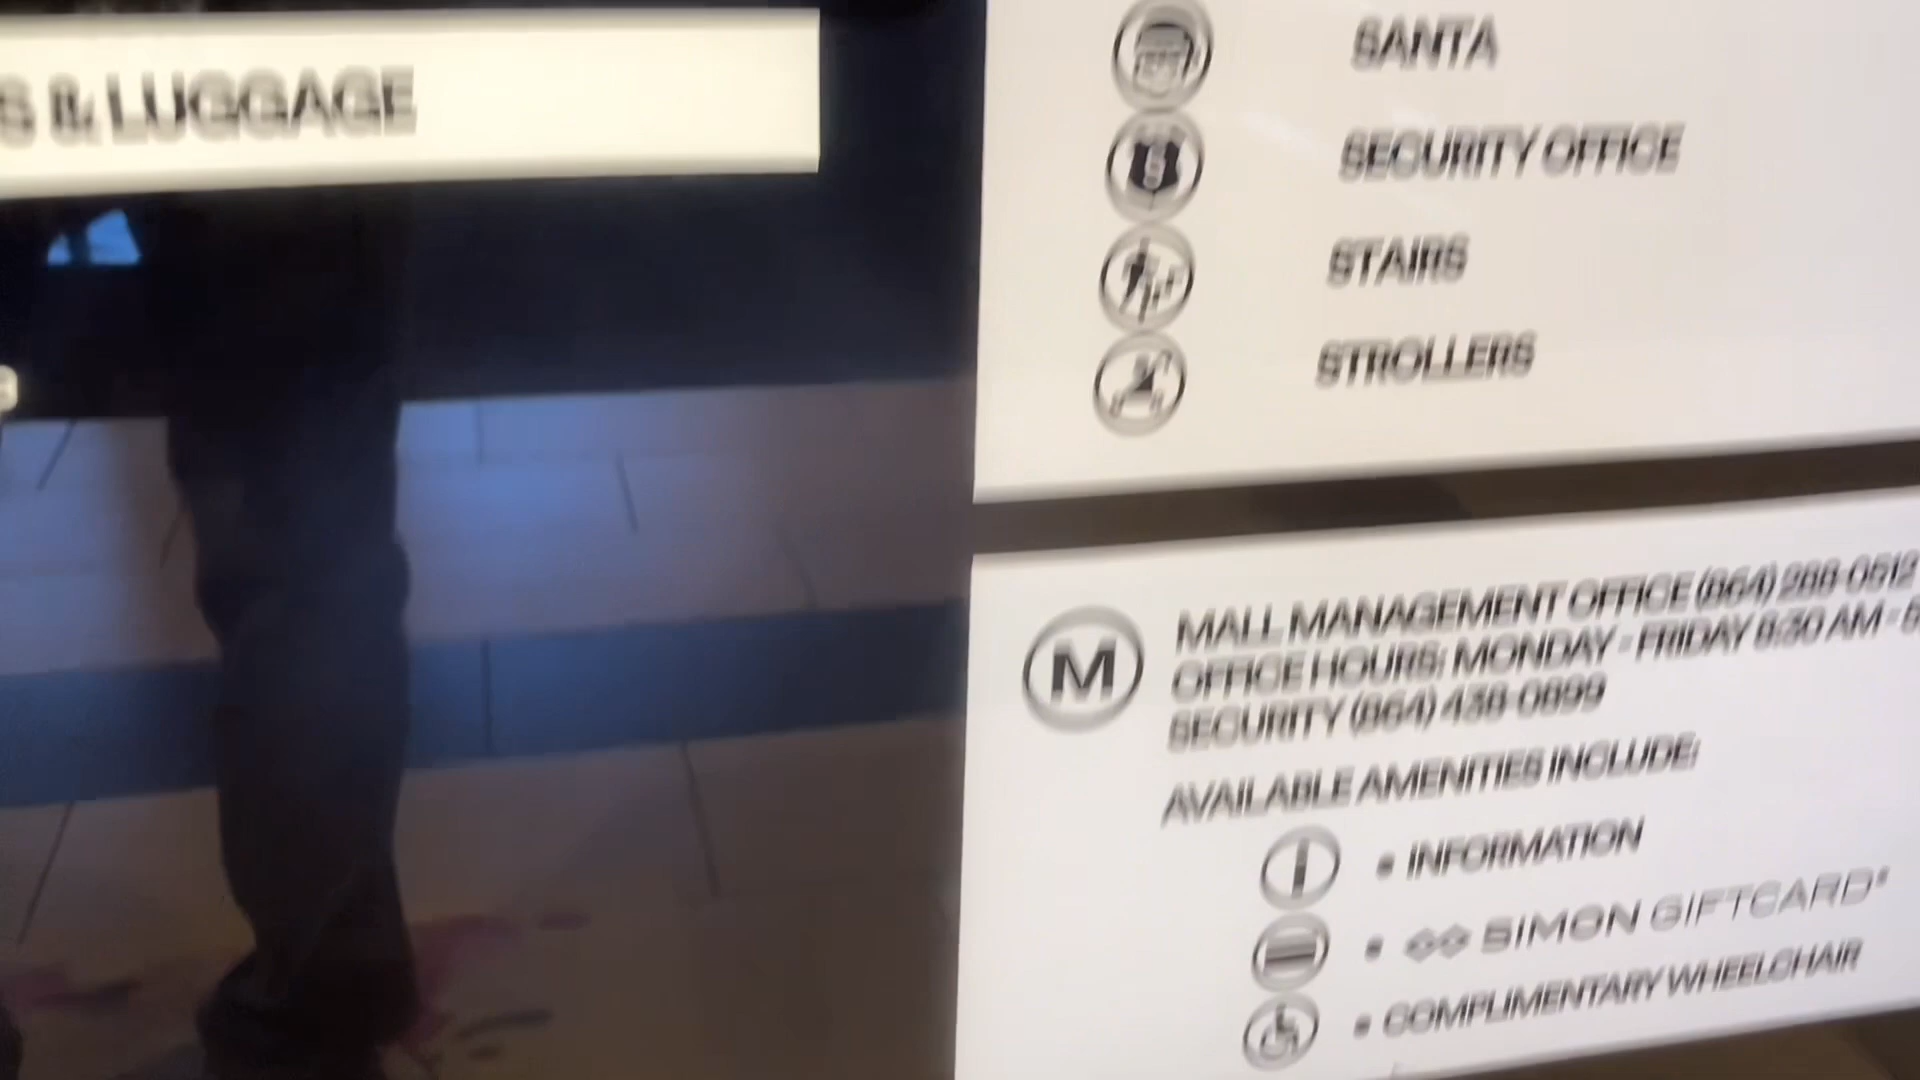 & LUGGAGE
SANTA
SECURITY OFFICE
STAIRS
STROLLERS
M
MALL MANAGEMENT OFFICE (864) 288-0512
OFFICE HOURS: MONDAY - FRIDAY 8:30 AM -
SECURITY (864) 438-0899
AVAILABLE AMENITIES INCLUDE:
• INFORMATION
• SIMON GIFTCARD®
• COMPLIMENTARY WHEELCHAIR